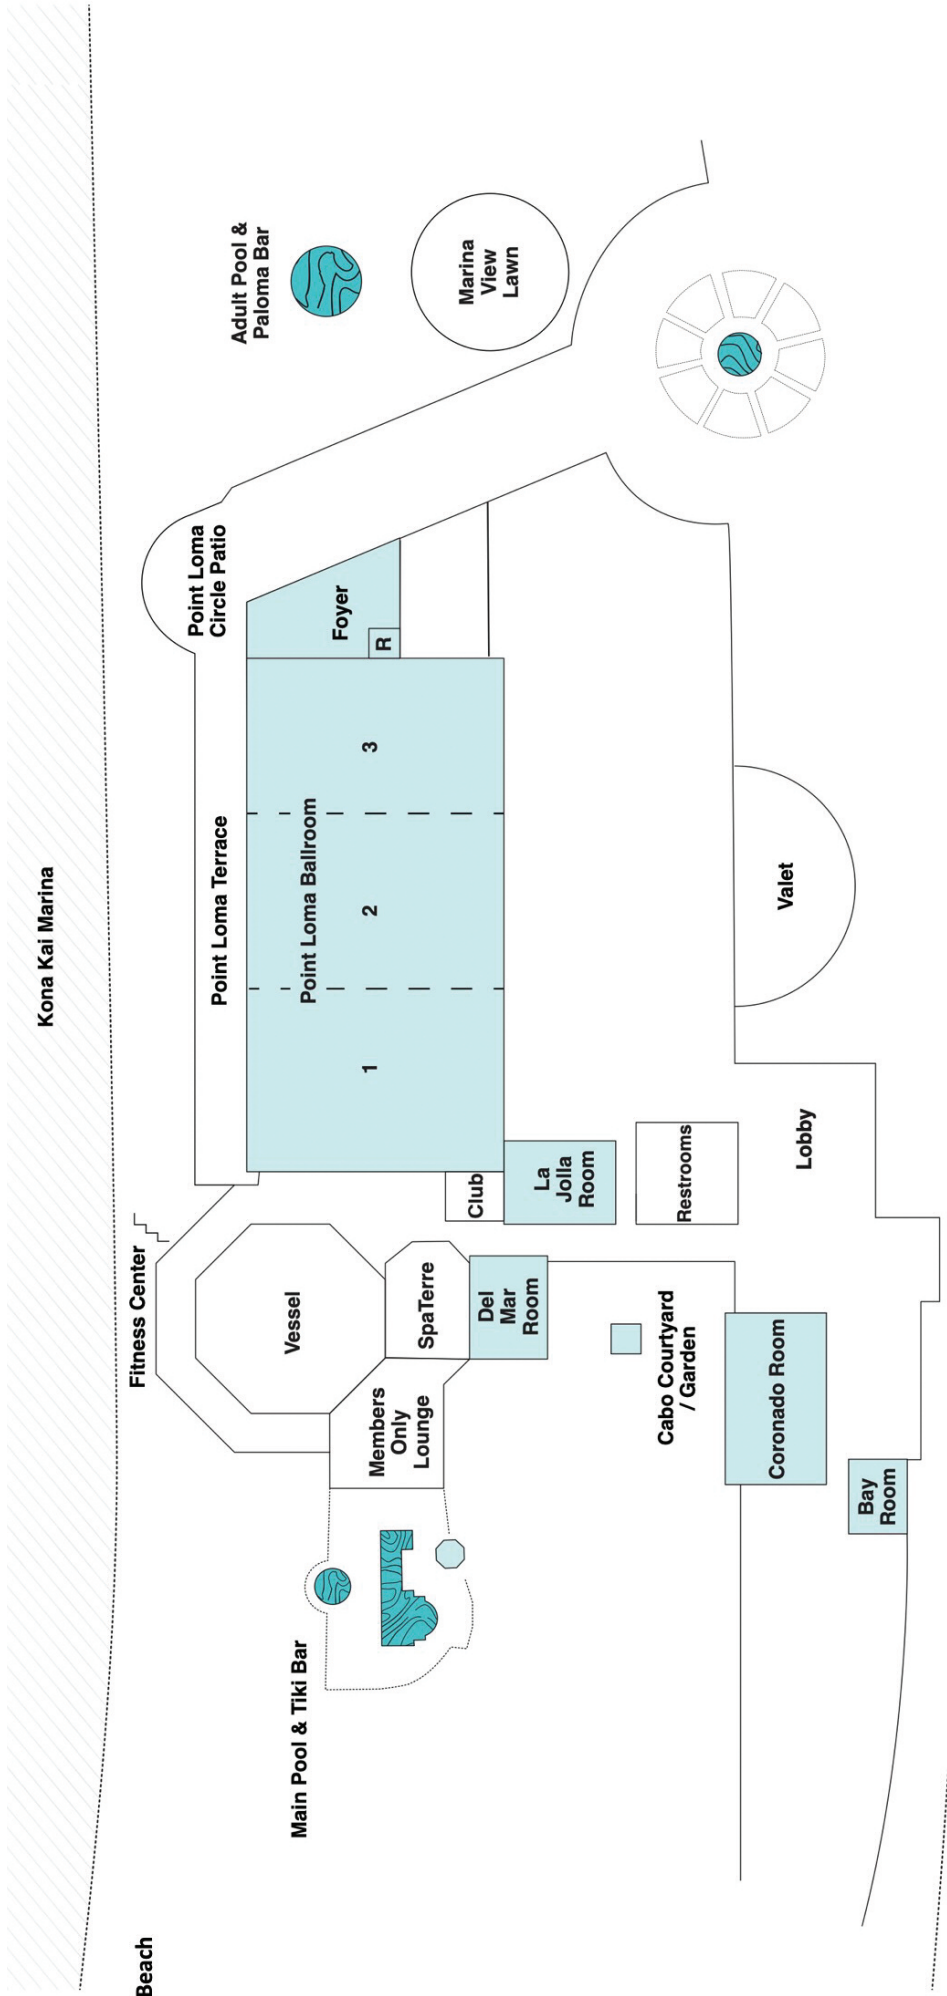 Kona Kai Marina
Beach
Fitness Center
Main Pool & Tiki Bar
Vessel
Members
Only
Lounge
SpaTerre
Del
Mar
Room
Club
La
Jolla
Room
Restrooms
Lobby
Cabo Courtyard
/ Garden
Coronado Room
Bay
Room
Point Loma Terrace
Point Loma Ballroom
1
2
3
Foyer
R
Point Loma
Circle Patio
Adult Pool &
Paloma Bar
Marina
View
Lawn
Valet